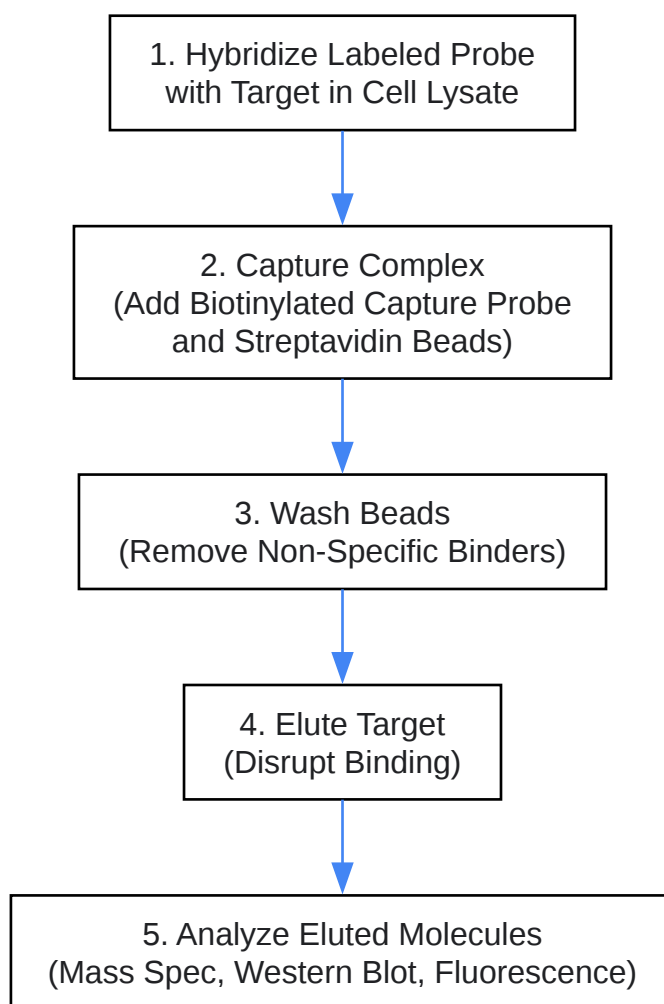 1. Hybridize Labeled Probe
with Target in Cell Lysate
2. Capture Complex
(Add Biotinylated Capture Probe
and Streptavidin Beads)
3. Wash Beads
(Remove Non-Specific Binders)
4. Elute Target
(Disrupt Binding)
5. Analyze Eluted Molecules
(Mass Spec, Western Blot, Fluorescence)